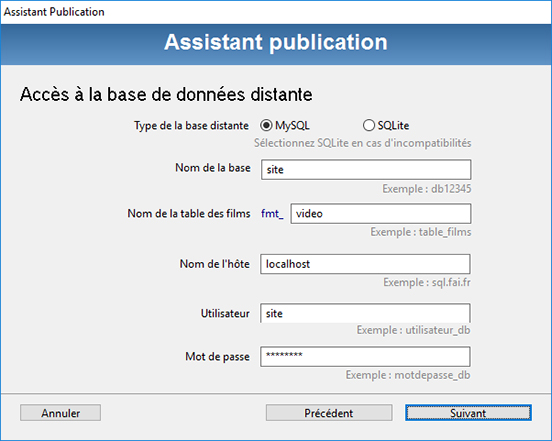 Assistant Publication
Assistant publication
Accès à la base de données distante
Type de la base distante MySQL SQLite
Sélectionnez SQLite en cas d'incompatibilités
Nom de la base site
Exemple : db12345
Nom de la table des films fmt_ video
Exemple : table_films
Nom de l'hôte localhost
Exemple : sql.fai.fr
Utilisateur site
Exemple : utilisateur_db
Mot de passe ********
Exemple : motdepasse_db
Annuler Précédent Suivant